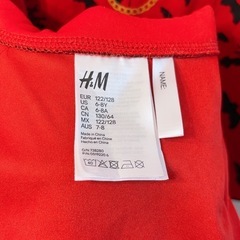 H&M
EUR 122/128
US 6-8Y
CA 6-8A
CN 130/64
MX 122/128
AUS 7-8
Made in China
Fabriqué en Chine
Hecho en China
NAME: